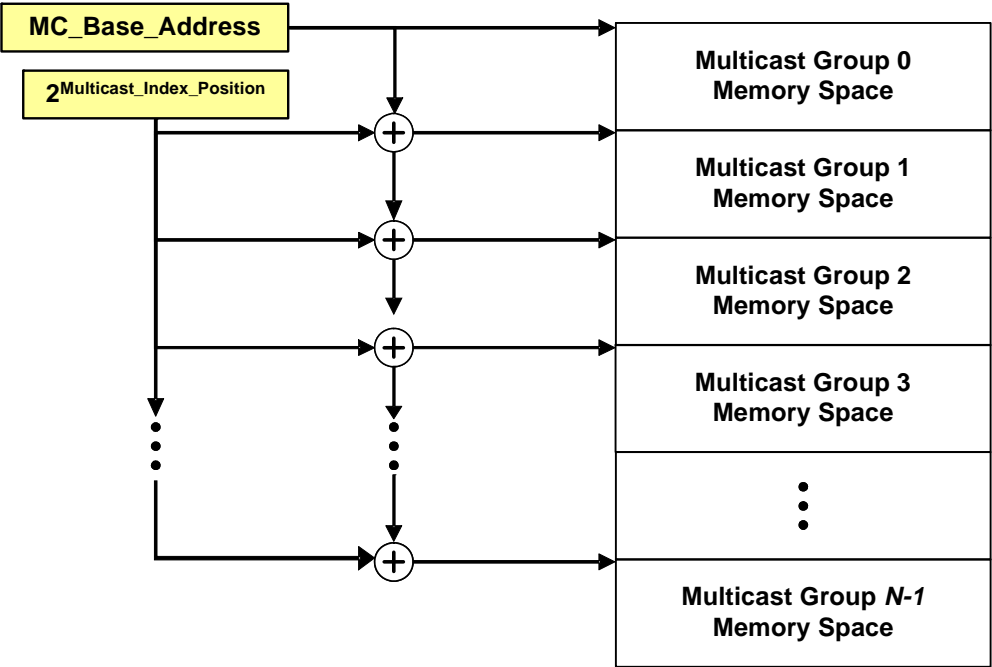 MC_Base_Address
2Multicast_Index_Position
Multicast Group 0
Memory Space
Multicast Group 1
Memory Space
Multicast Group 2
Memory Space
Multicast Group 3
Memory Space
Multicast Group N-1
Memory Space